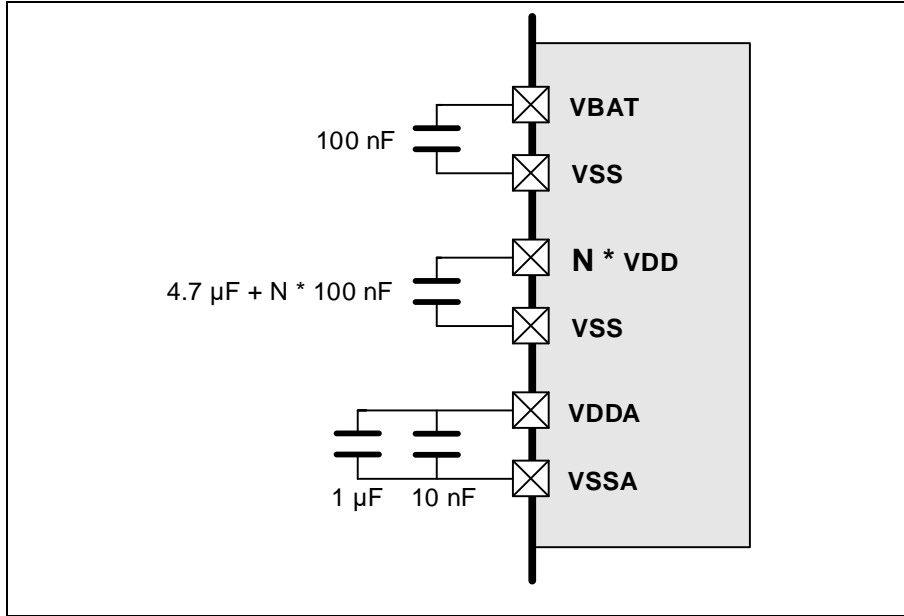 VBAT
100 nF
VSS
N * VDD
4.7 µF + N * 100 nF
VSS
VDDA
VSSA
1 µF 10 nF